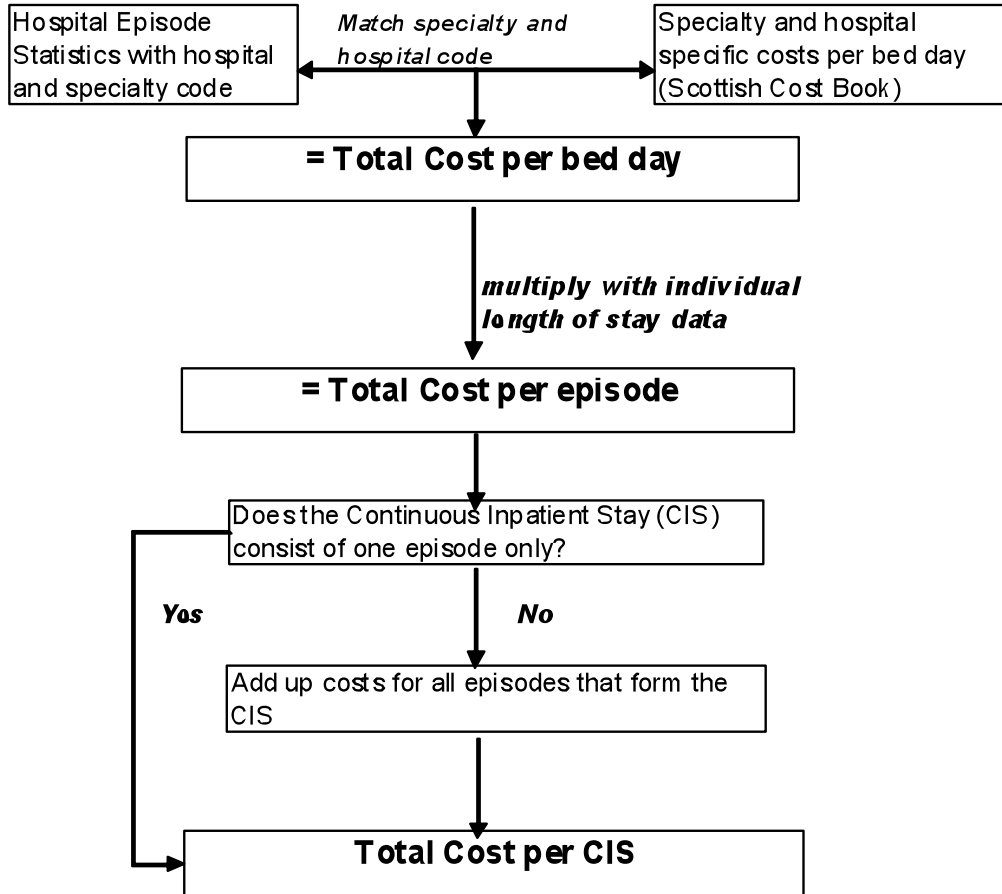 Hospital Episode
Statistics with hospital
and specialty code
Match specialty and
hospital code
Specialty and hospital
specific costs per bed day
(Scottish Cost Book)
= Total Cost per bed day
multiply with individual
length of stay data
= Total Cost per episode
Does the Continuous Inpatient Stay (CIS)
consist of one episode only?
Yes
No
Add up costs for all episodes that form the
CIS
Total Cost per CIS